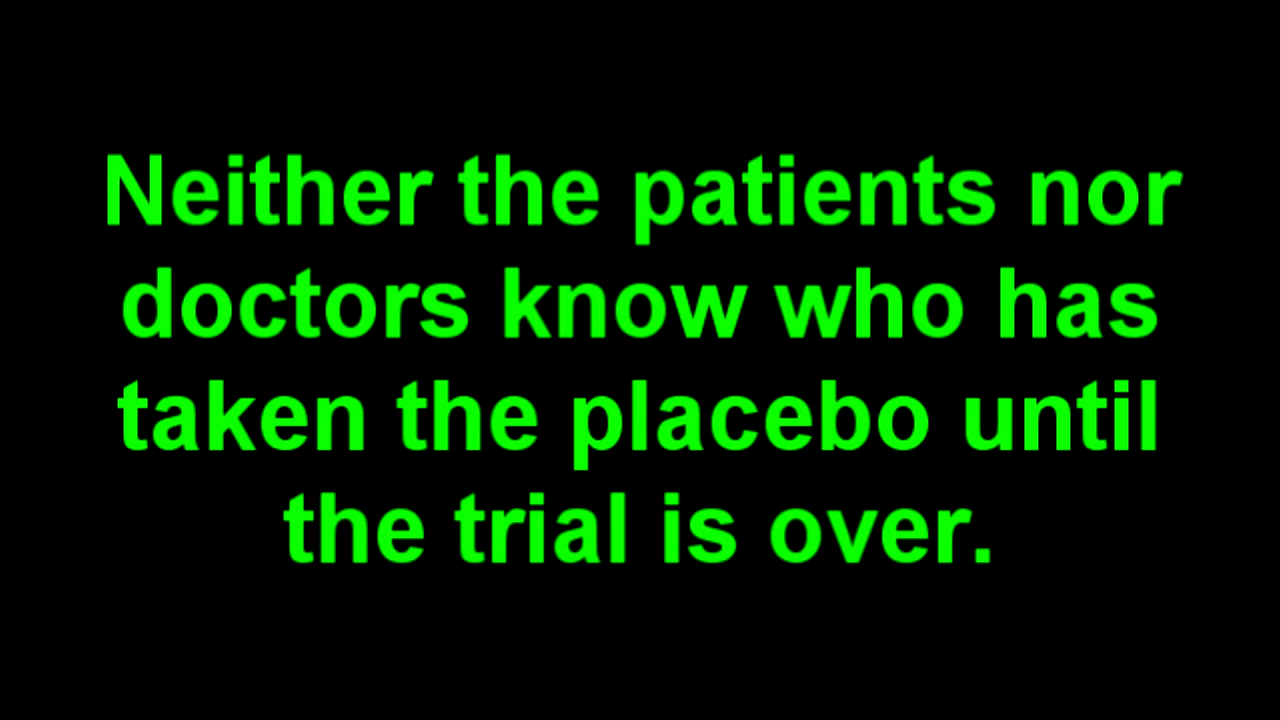 Neither the patients nor
doctors know who has
taken the placebo until
the trial is over.